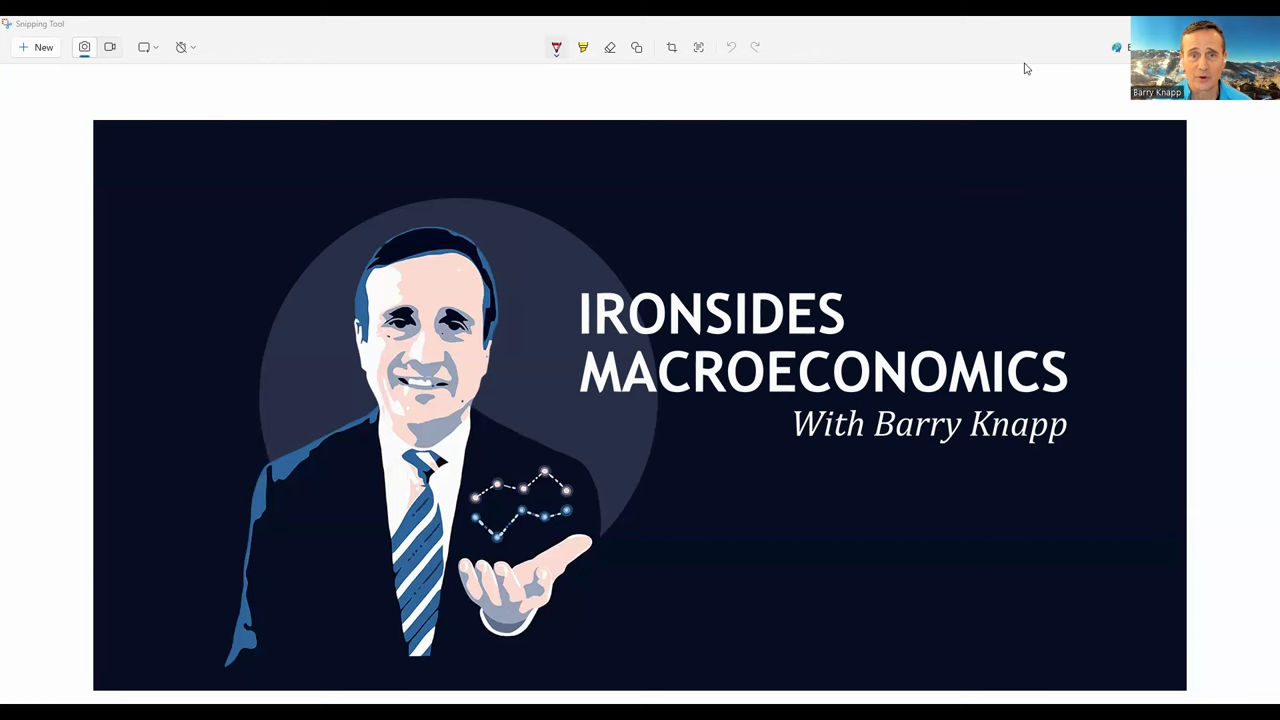 Snipping Tool
New
Barry Knapp
IRONSIDES
MACROECONOMICS
With Barry Knapp